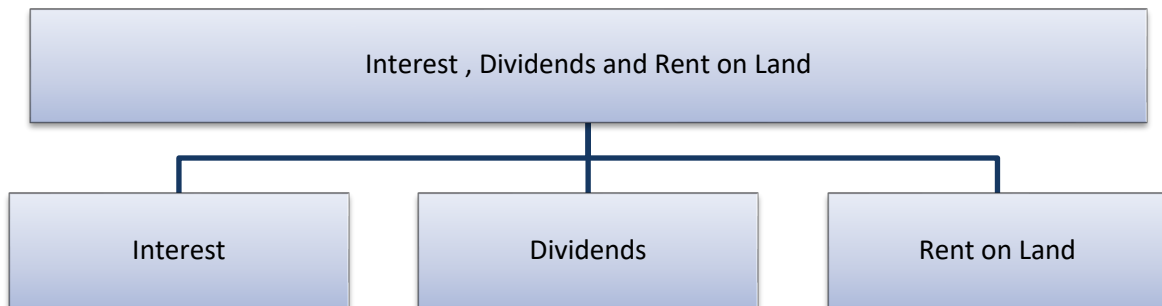 Interest , Dividends and Rent on Land
Interest
Dividends
Rent on Land